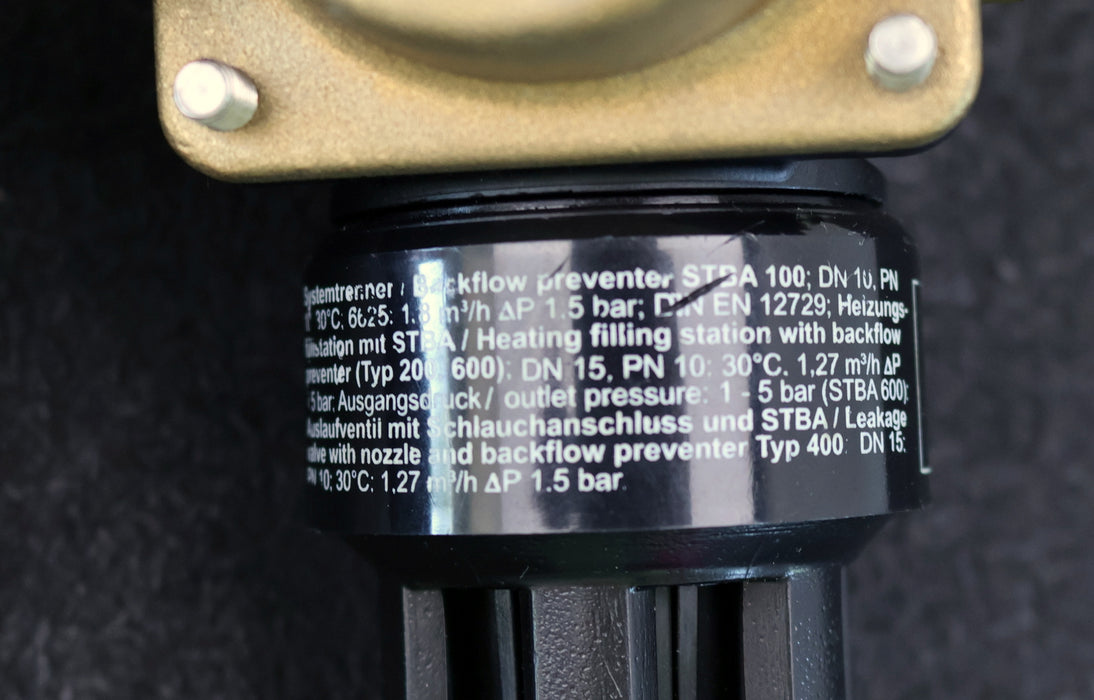 Systemtrenner / Backflow preventer STBA 100; DN 10, PN
10; 30°C; 6625; 1.3 m³/h ΔP 1.5 bar; DIN EN 12729; Heizungs-
füllstation mit STBA / Heating filling station with backflow
preventer (Typ 200, 600); DN 15, PN 10; 30°C, 1,27 m³/h ΔP
1.5 bar; Ausgangsdruck / outlet pressure: 1 - 5 bar (STBA 600);
Auslaufventil mit Schlauchanschluss und STBA / Leakage
valve with nozzle and backflow preventer Typ 400: DN 15;
PN 10; 30°C; 1,27 m³/h ΔP 1.5 bar